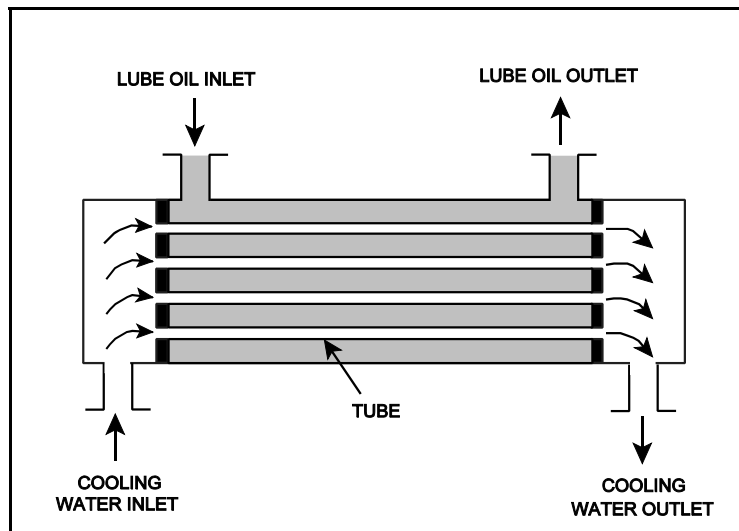 LUBE OIL INLET
LUBE OIL OUTLET
TUBE
COOLING
WATER INLET
COOLING
WATER OUTLET